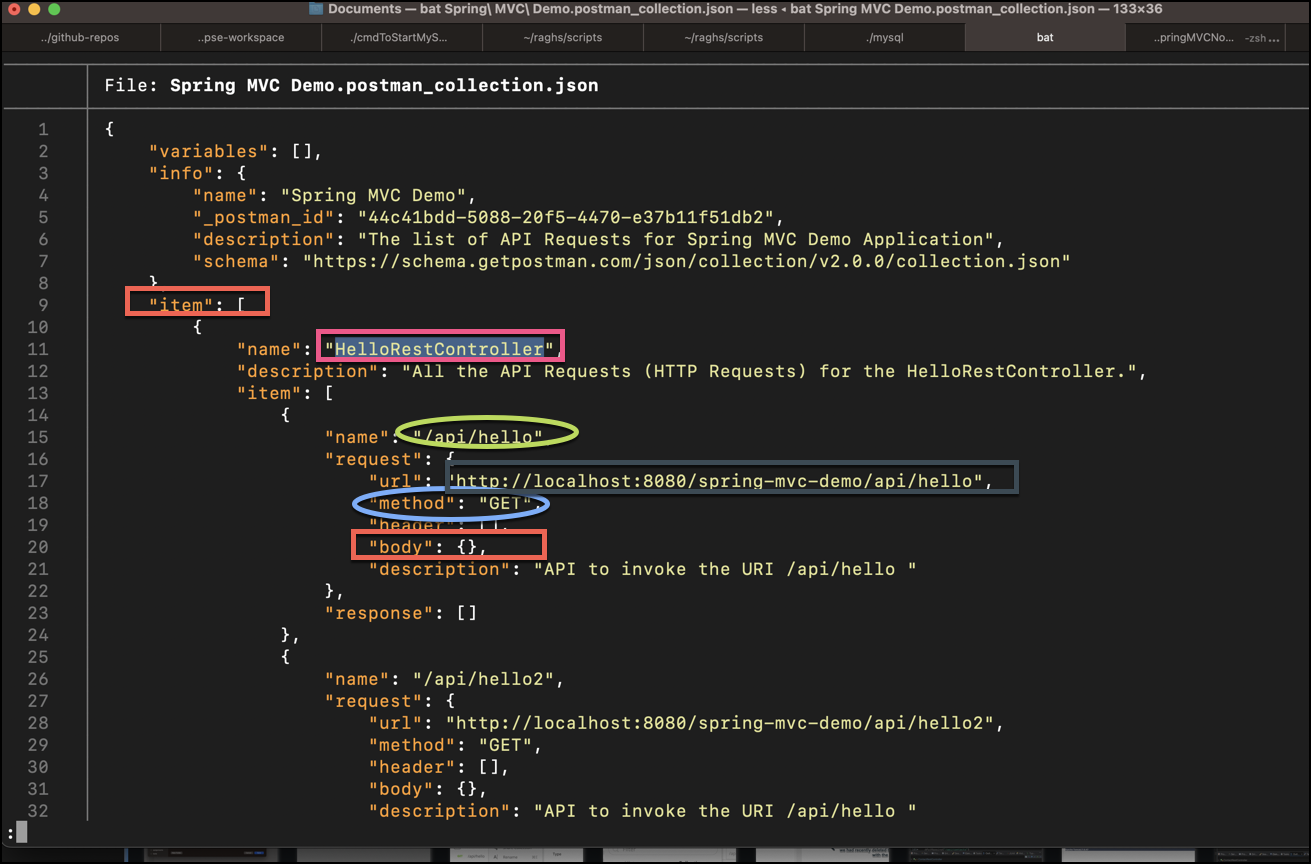 Documents — bat Spring\ MVC\ Demo.postman_collection.json — less ◂ bat Spring MVC Demo.postman_collection.json — 133×36
../github-repos ..pse-workspace ./cmdToStartMyS... ~/raghs/scripts ~/raghs/scripts ./mysql bat ..pringMVCNo... -zsh ...
File: Spring MVC Demo.postman_collection.json
1 {
2 "variables": [],
3 "info": {
4 "name": "Spring MVC Demo",
5 "_postman_id": "44c41bdd-5088-20f5-4470-e37b11f51db2",
6 "description": "The list of API Requests for Spring MVC Demo Application",
7 "schema": "https://schema.getpostman.com/json/collection/v2.0.0/collection.json"
8 },
9 "item": [
10 {
11 "name": "HelloRestController",
12 "description": "All the API Requests (HTTP Requests) for the HelloRestController.",
13 "item": [
14 {
15 "name": "/api/hello",
16 "request": {
17 "url": "http://localhost:8080/spring-mvc-demo/api/hello",
18 "method": "GET",
19 "header": [],
20 "body": {},
21 "description": "API to invoke the URI /api/hello "
22 },
23 "response": []
24 },
25 {
26 "name": "/api/hello2",
27 "request": {
28 "url": "http://localhost:8080/spring-mvc-demo/api/hello2",
29 "method": "GET",
30 "header": [],
31 "body": {},
32 "description": "API to invoke the URI /api/hello "
: